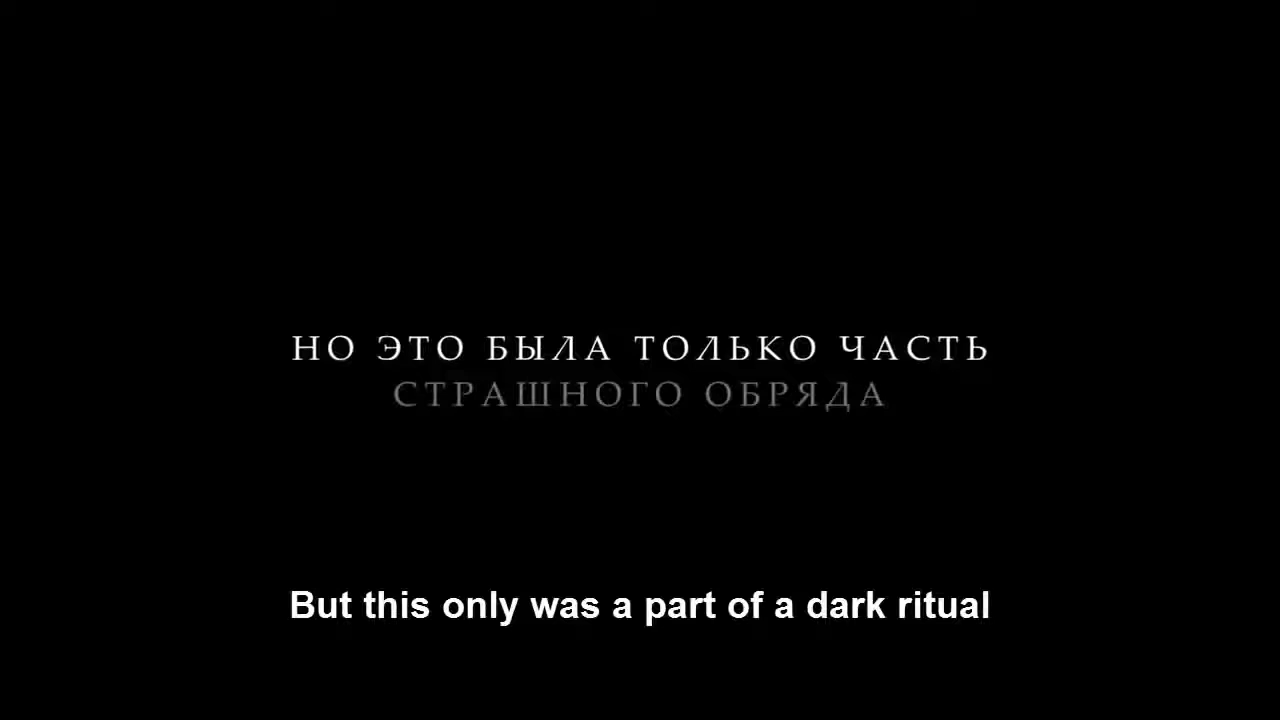 НО ЭТО БЫЛА ТОЛЬКО ЧАСТЬ
СТРАШНОГО ОБРЯДА
But this only was a part of a dark ritual